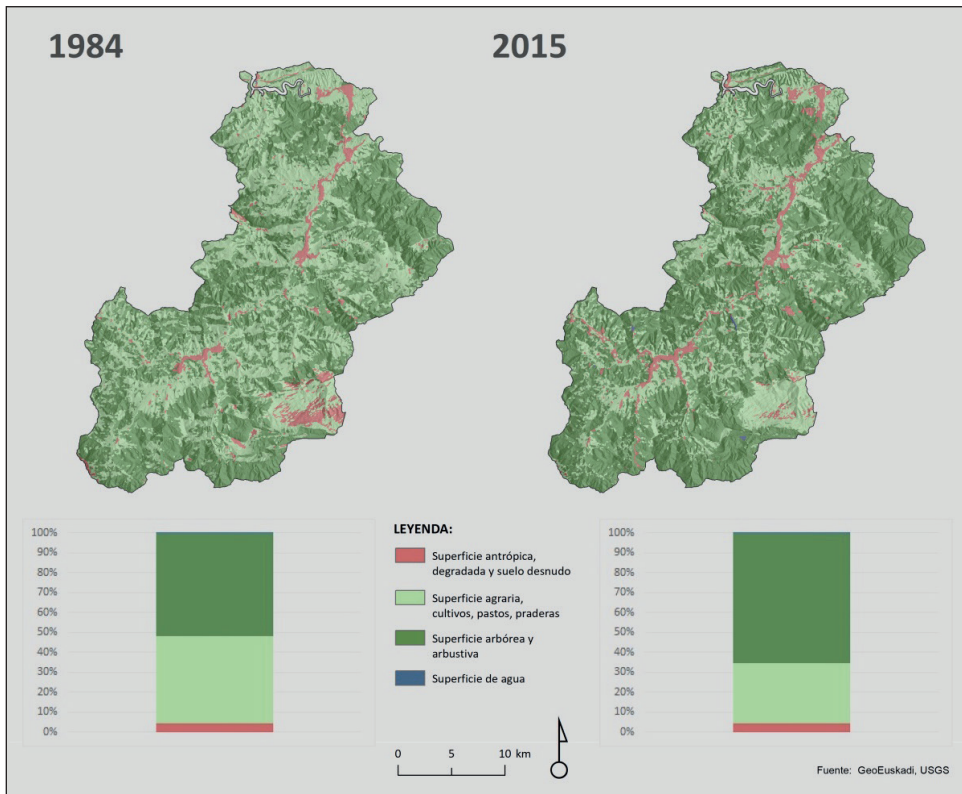 1984
2015
100%
90%
80%
70%
60%
50%
40%
30%
20%
10%
0%
LEYENDA:
Superficie antrópica,
degradada y suelo desnudo
Superficie agraria,
cultivos, pastos, praderas
Superficie arbórea y
arbustiva
Superficie de agua
0 5 10 km
100%
90%
80%
70%
60%
50%
40%
30%
20%
10%
0%
Fuente: GeoEuskadi, USGS